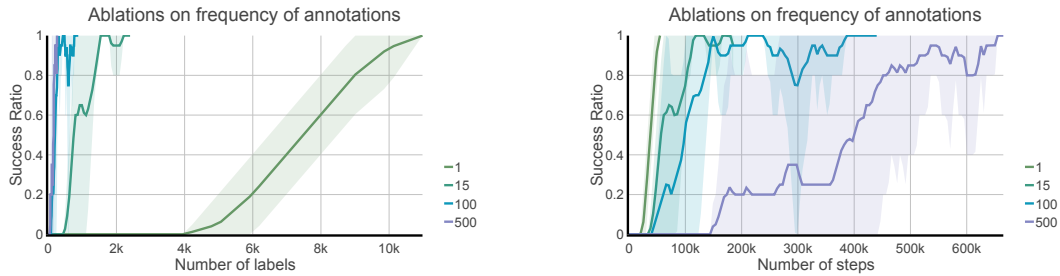 Ablations on frequency of annotations
Success Ratio
1
0.8
0.6
0.4
0.2
0
0
2k
4k
6k
8k
10k
Number of labels
1
15
100
500
Ablations on frequency of annotations
Success Ratio
1
0.8
0.6
0.4
0.2
0
0
100k
200k
300k
400k
500k
600k
Number of steps
1
15
100
500